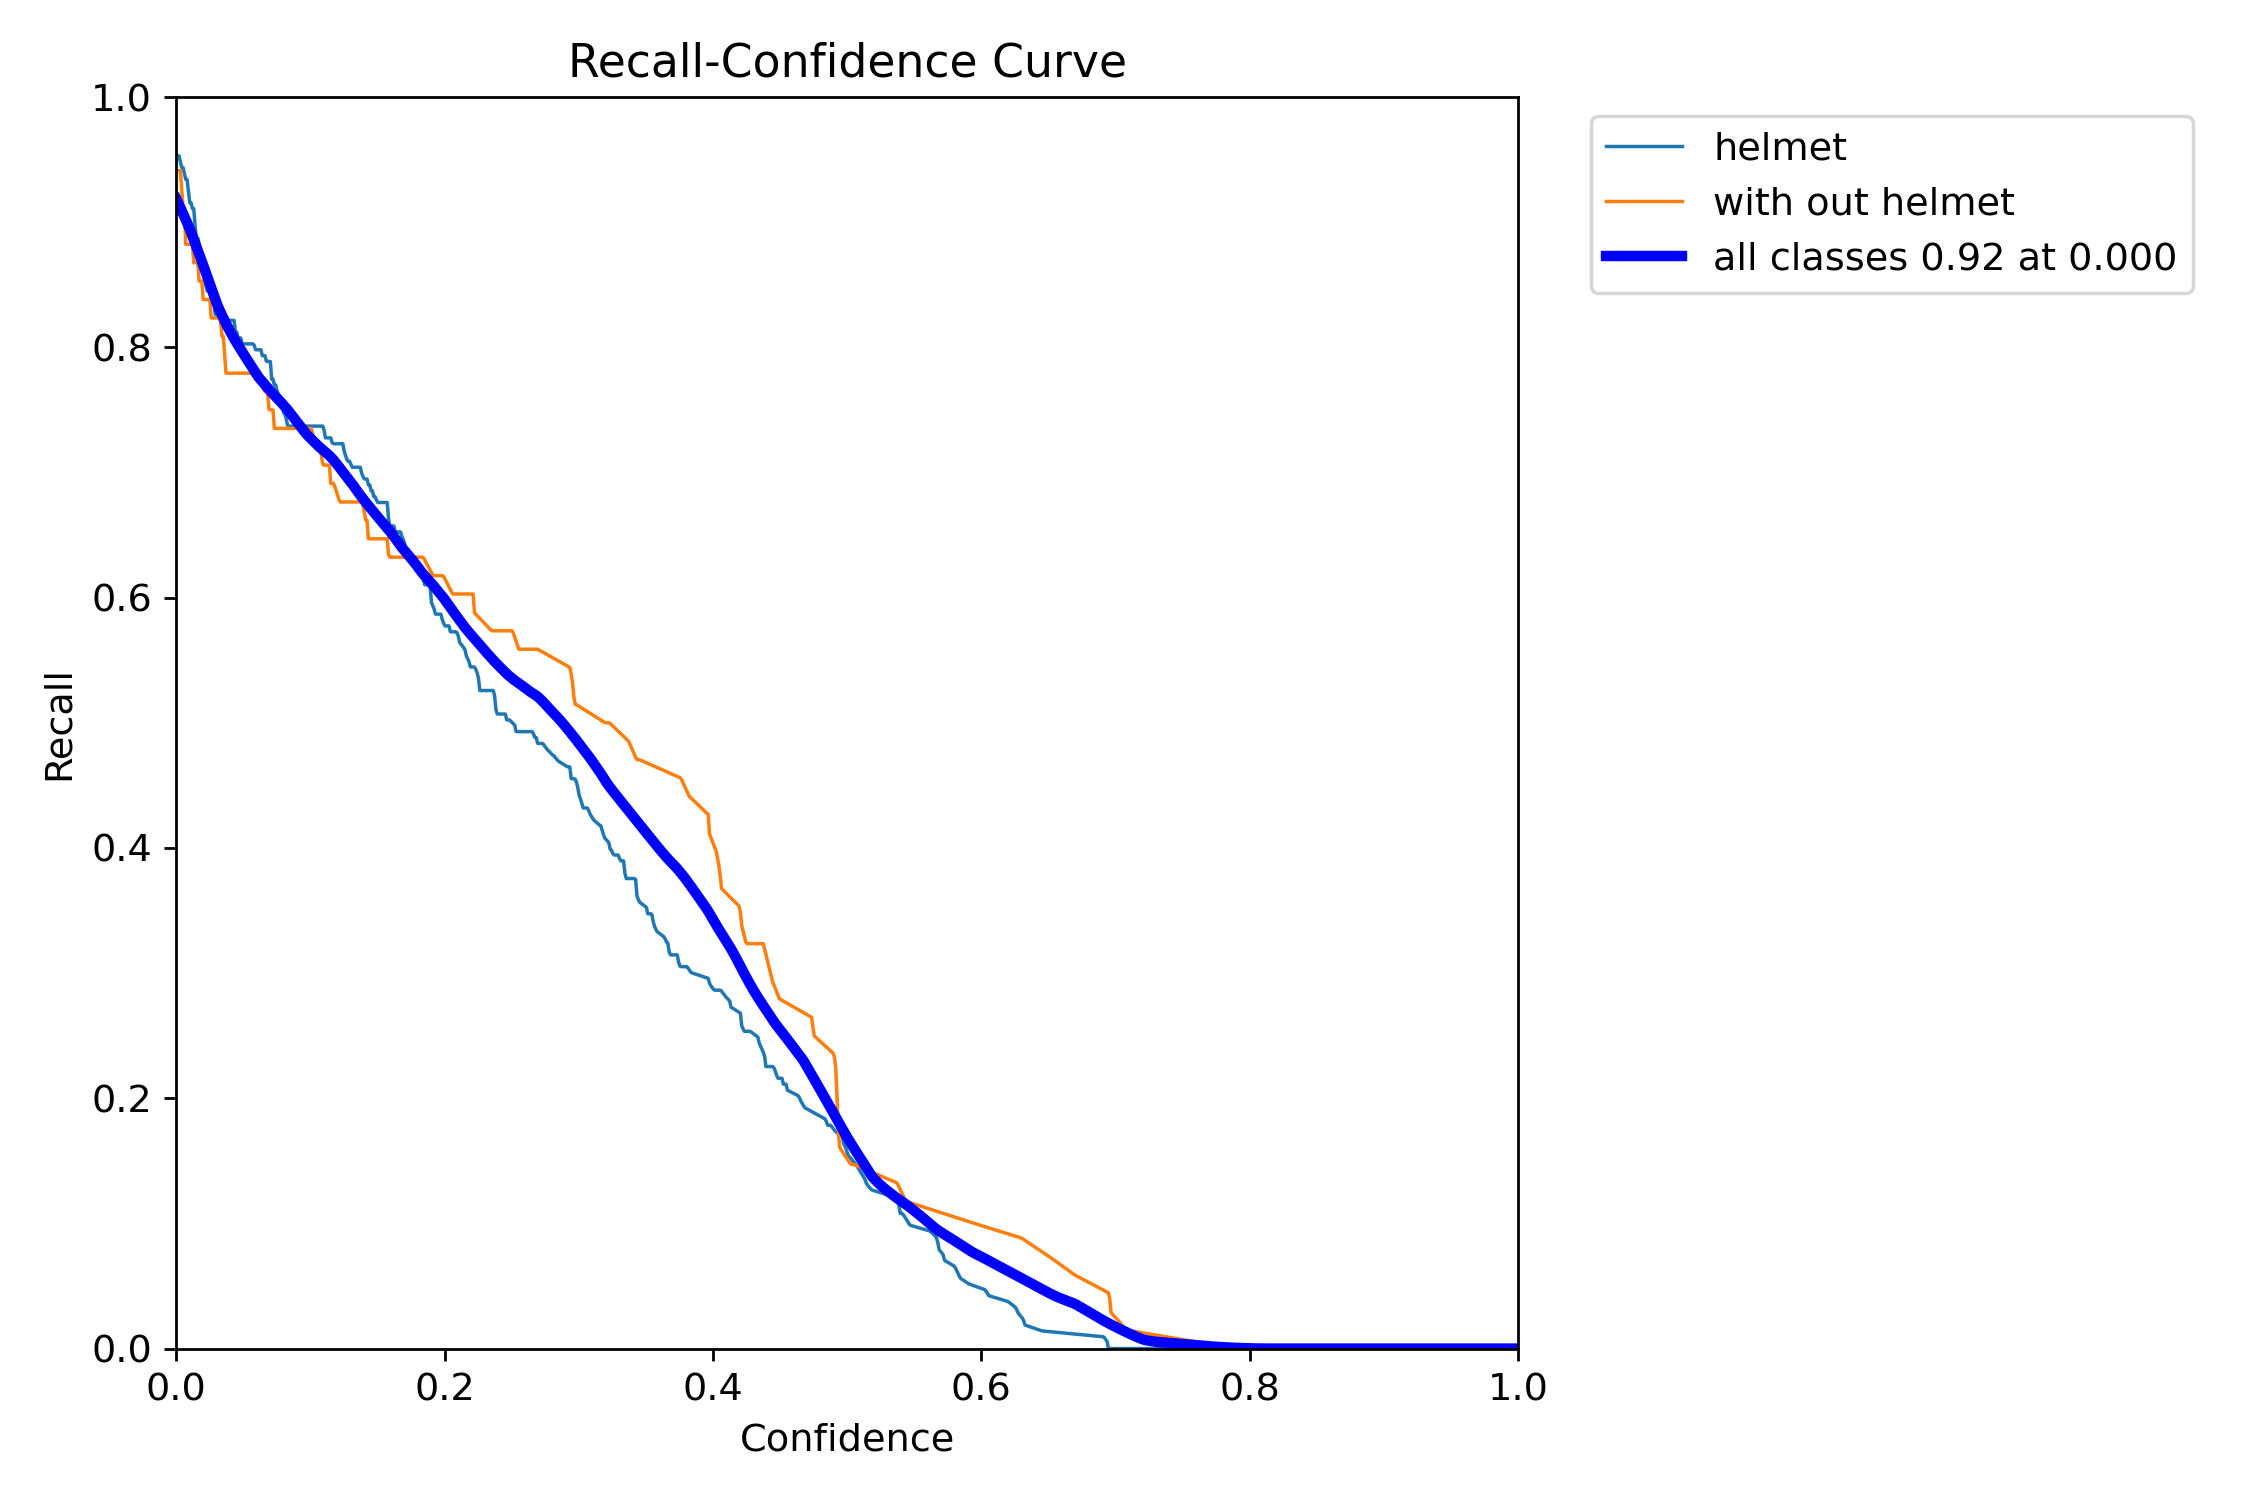 Recall-Confidence Curve
1.0
0.8
0.6
0.4
0.2
0.0
Recall
0.0 0.2 0.4 0.6 0.8 1.0
Confidence
helmet
with out helmet
all classes 0.92 at 0.000